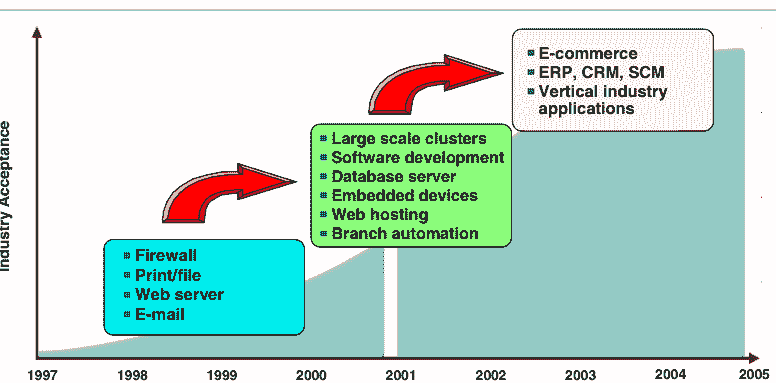 Industry Acceptance
E-commerce
ERP, CRM, SCM
Vertical industry
applications
Large scale clusters
Software development
Database server
Embedded devices
Web hosting
Branch automation
Firewall
Print/file
Web server
E-mail
1997 1998 1999 2000 2001 2002 2003 2004 2005